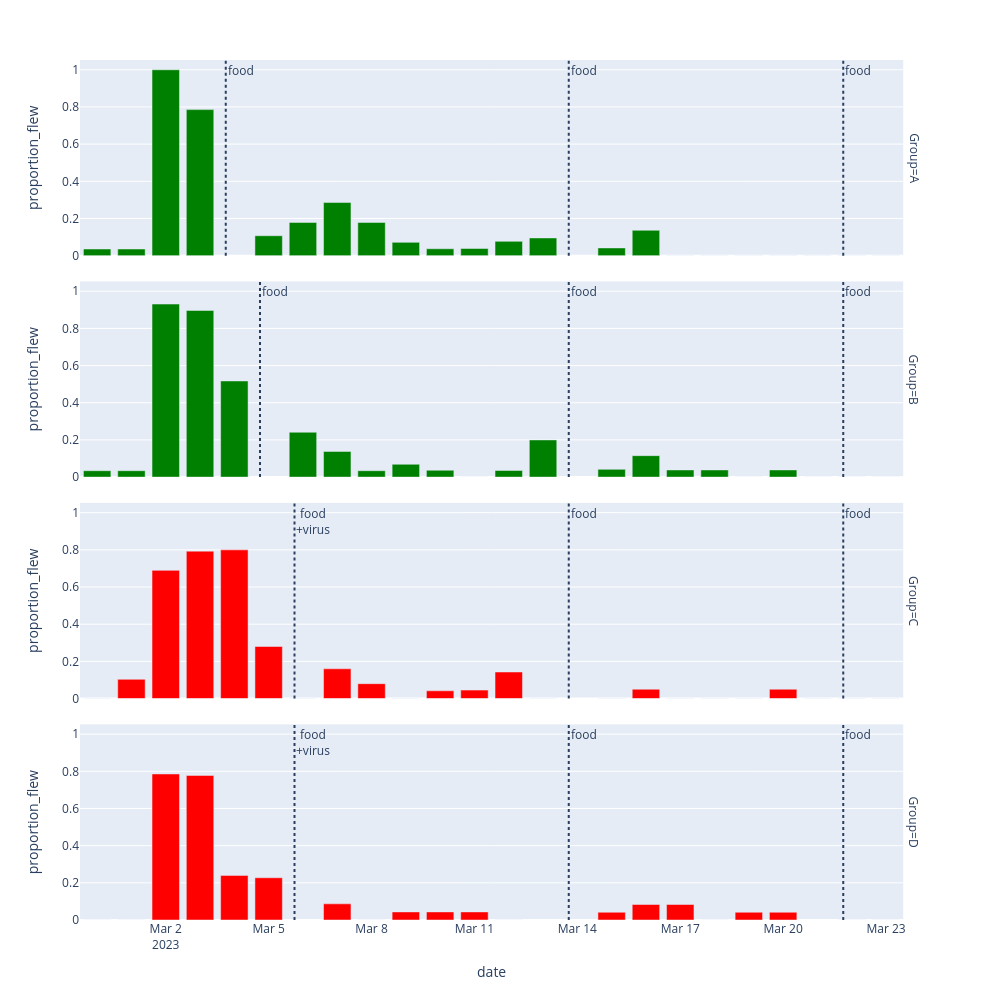 1
0.8
0.6
0.4
0.2
0
proportion_flew
food
food
food
Group=A
1
0.8
0.6
0.4
0.2
0
proportion_flew
food
food
food
Group=B
1
0.8
0.6
0.4
0.2
0
proportion_flew
food
+virus
food
food
Group=C
1
0.8
0.6
0.4
0.2
0
proportion_flew
food
+virus
food
food
Group=D
Mar 2
2023
Mar 5
Mar 8
Mar 11
Mar 14
Mar 17
Mar 20
Mar 23
date